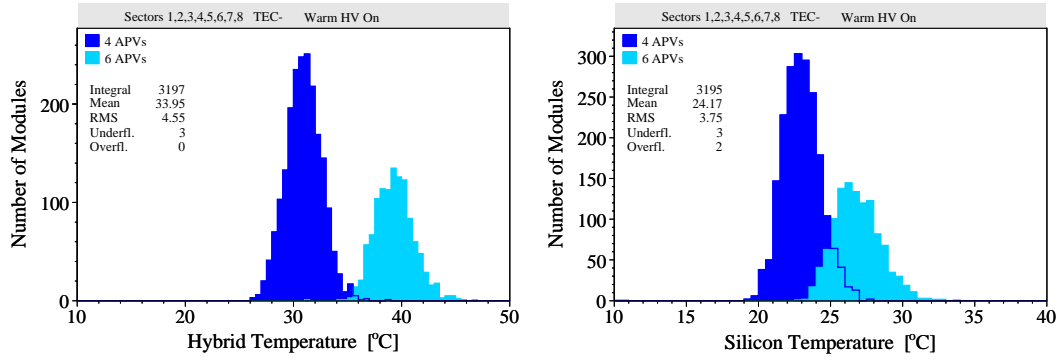 Sectors 1,2,3,4,5,6,7,8 TEC- Warm HV On
4 APVs
6 APVs
Integral 3197
Mean 33.95
RMS 4.55
Underfl. 3
Overfl. 0
Number of Modules
200
100
0
10 20 30 40 50
Hybrid Temperature [°C]
Sectors 1,2,3,4,5,6,7,8 TEC- Warm HV On
4 APVs
6 APVs
Integral 3195
Mean 24.17
RMS 3.75
Underfl. 3
Overfl. 2
Number of Modules
300
250
200
150
100
50
0
10 15 20 25 30 35 40
Silicon Temperature [°C]